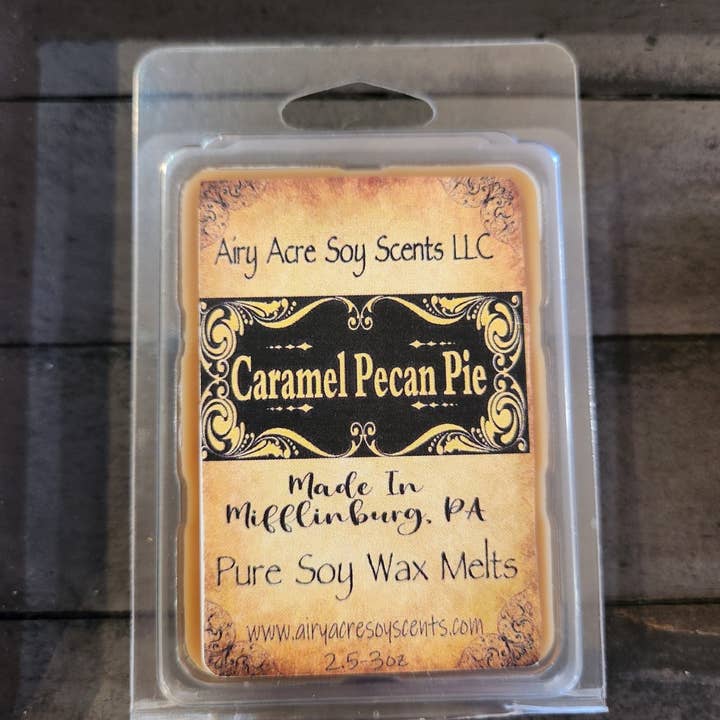 Airy Acre Soy Scents LLC
Caramel Pecan Pie
Made In
Mifflinburg, PA
Pure Soy Wax Melts
www.airyacresoyscents.com
2.5-3oz